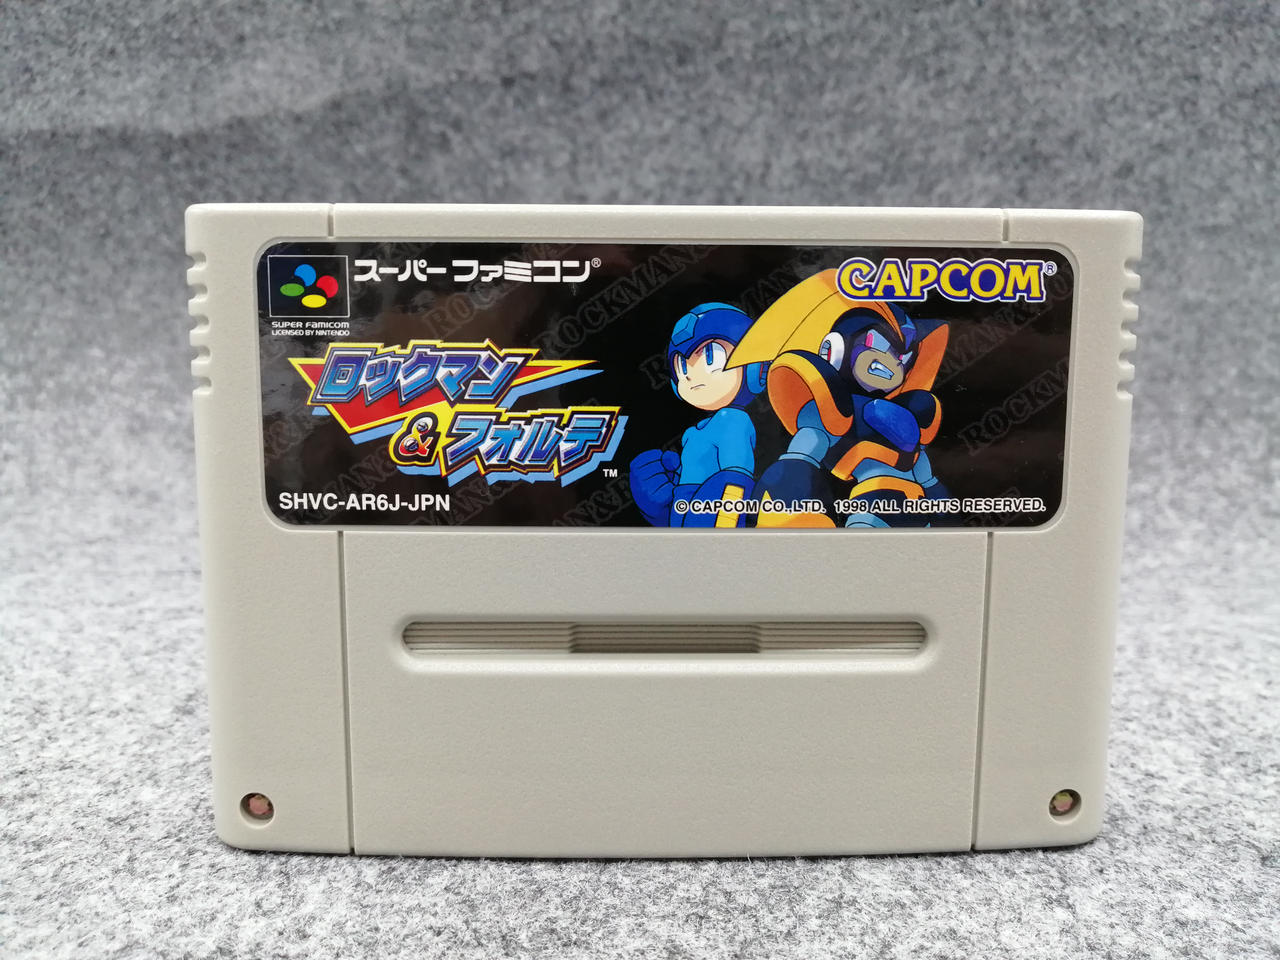 スーパーファミコン®
CAPCOM®
SUPER FAMICOM
LICENSED BY NINTENDO
ロックマン
&フォルテ
TM
SHVC-AR6J-JPN
© CAPCOM CO.,LTD. 1998 ALL RIGHTS RESERVED.